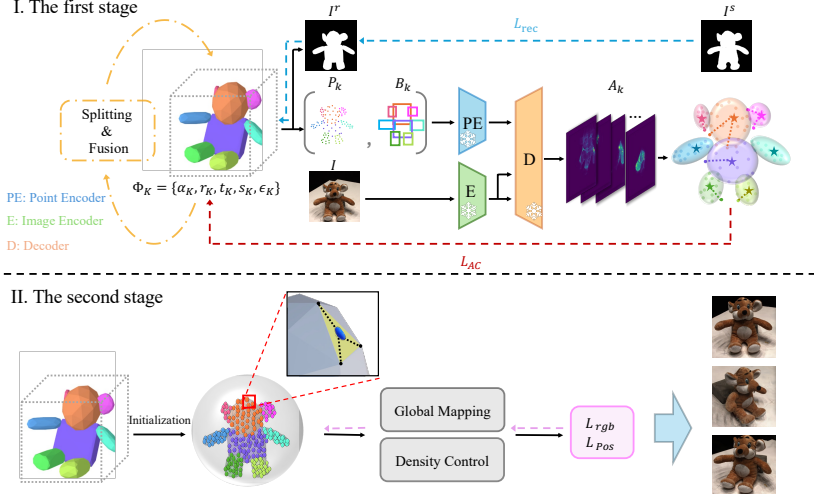 I. The first stage
I^r
L_rec
I^s
P_k
B_k
A_k
...
Splitting
&
Fusion
,
PE
D
I
E
Φ_K = {α_K, r_K, t_K, s_K, ϵ_K}
PE: Point Encoder
E: Image Encoder
D: Decoder
L_AC
II. The second stage
Initialization
Global Mapping
Density Control
L_rgb
L_Pos